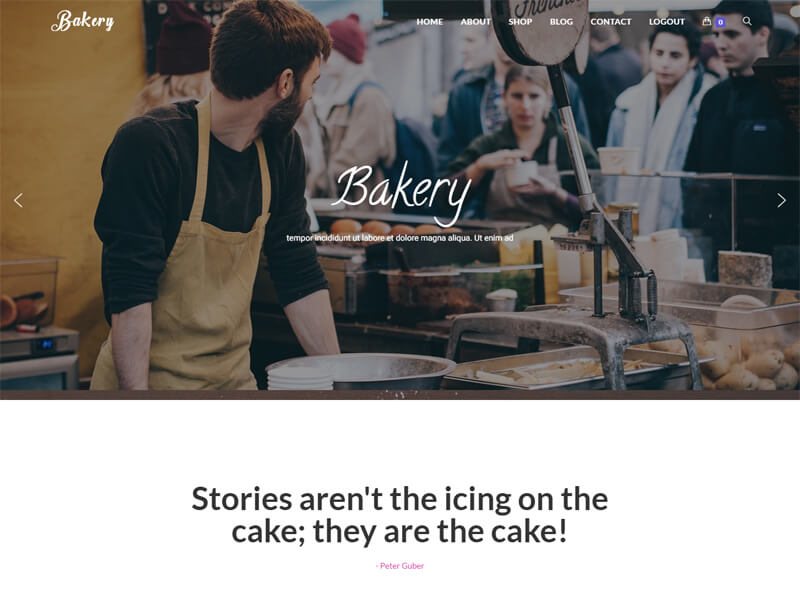 Bakery
HOME ABOUT SHOP BLOG CONTACT LOGOUT 0
Bakery
tempor incididunt ut labore et dolore magna aliqua. Ut enim ad
Stories aren't the icing on the
cake; they are the cake!
- Peter Guber